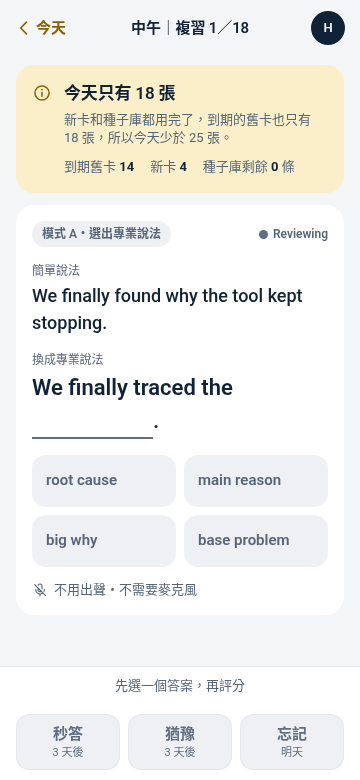 今天
中午｜複習 1／18
H
今天只有 18 張
新卡和種子庫都用完了，到期的舊卡也只有
18 張，所以今天少於 25 張。
到期舊卡 14 新卡 4 種子庫剩餘 0 條
模式 A・選出專業說法
Reviewing
簡單說法
We finally found why the tool kept
stopping.
換成專業說法
We finally traced the
___________.
root cause
main reason
big why
base problem
不用出聲・不需要麥克風
先選一個答案，再評分
秒答
猶豫
忘記
3 天後
3 天後
明天